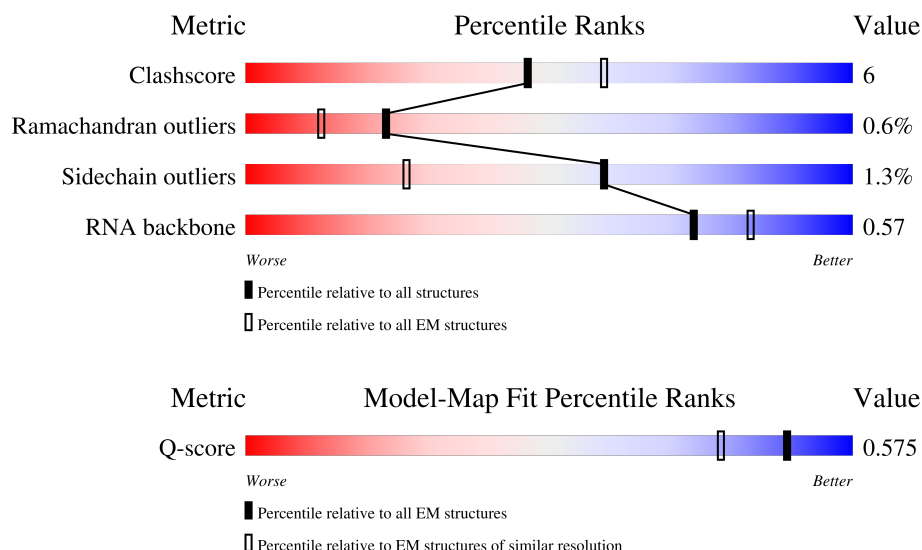 Metric Percentile Ranks Value
Clashscore 6
Ramachandran outliers 0.6%
Sidechain outliers 1.3%
RNA backbone 0.57
Worse Better
Percentile relative to all structures
Percentile relative to all EM structures
Metric Model-Map Fit Percentile Ranks Value
Q-score 0.575
Worse Better
Percentile relative to all EM structures
Percentile relative to EM structures of similar resolution